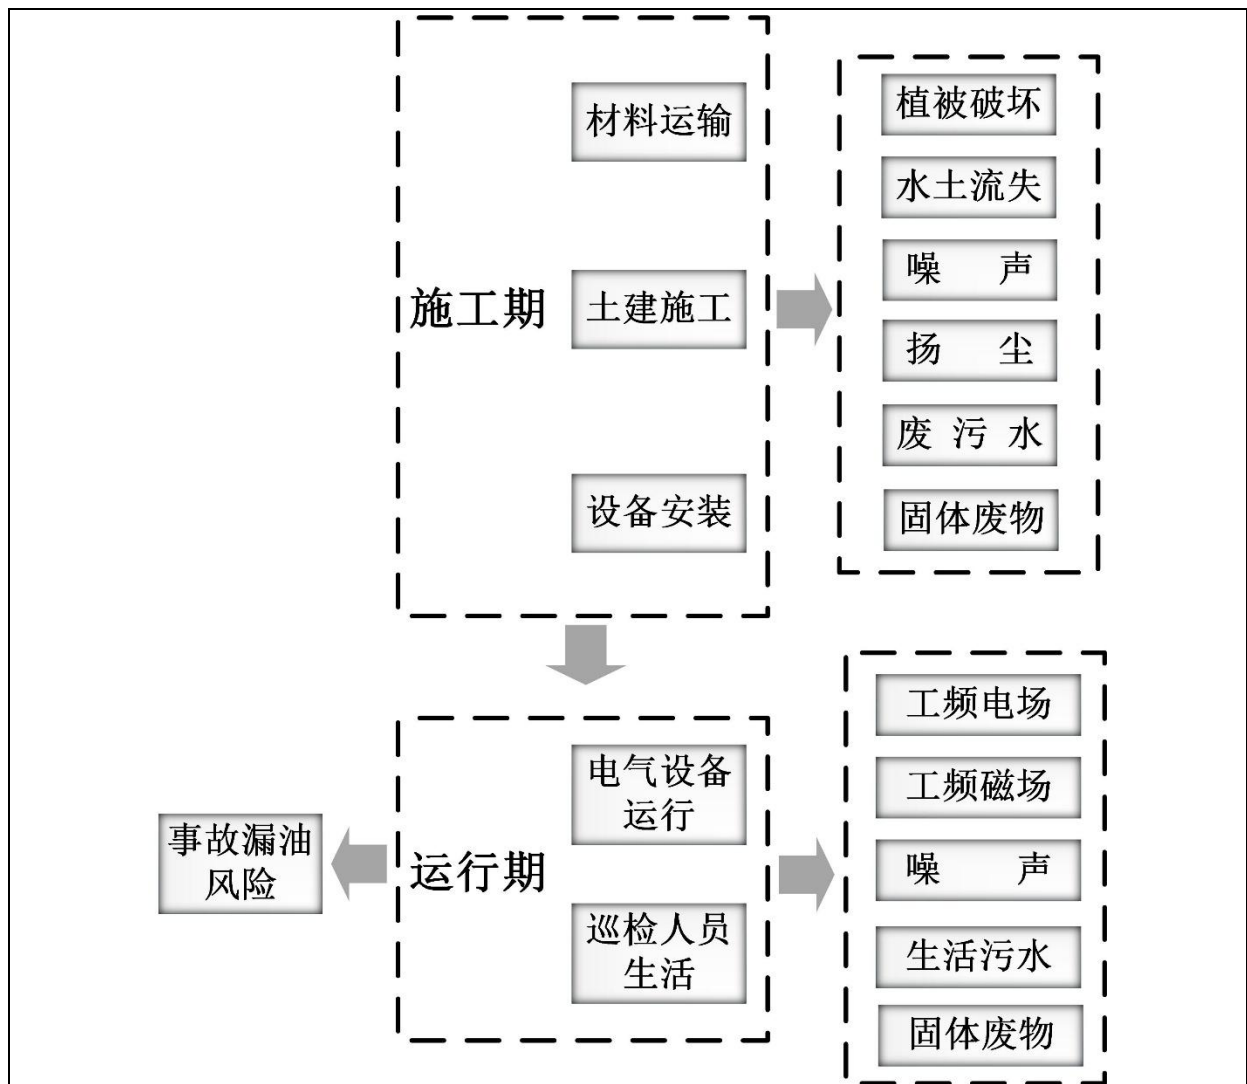 材料运输
施工期
土建施工
设备安装
植被破坏
水土流失
噪 声
扬 尘
废 污 水
固体废物
事故漏油
风险
运行期
电气设备
运行
巡检人员
生活
工频电场
工频磁场
噪 声
生活污水
固体废物